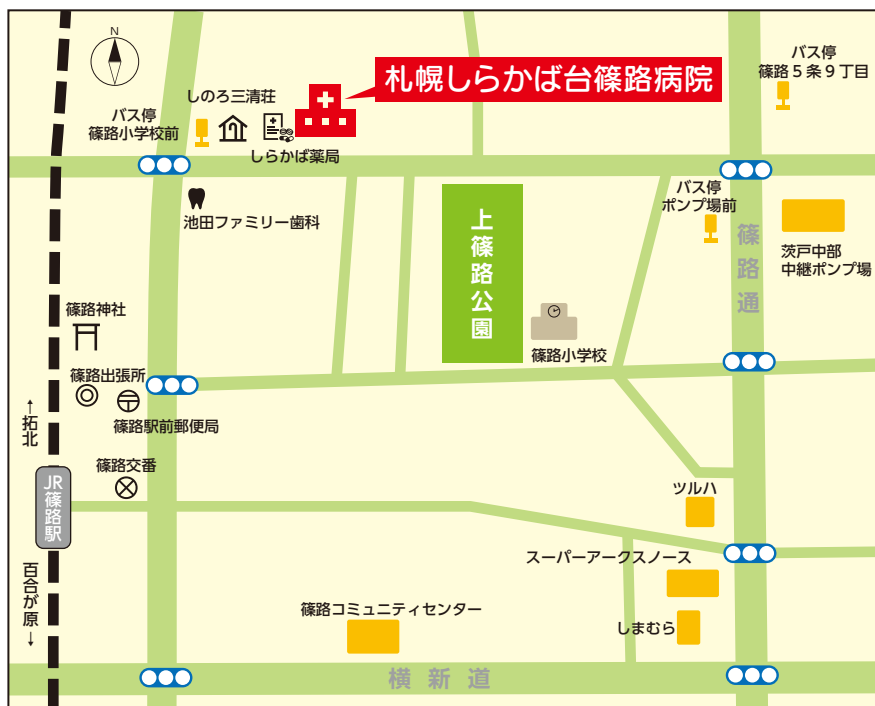 N
札幌しらかば台篠路病院
バス停
篠路5条9丁目
しのろ三清荘
バス停
篠路小学校前
しらかば薬局
池田ファミリー歯科
バス停
ポンプ場前
茨戸中部
中継ポンプ場
上篠路公園
篠路通
篠路小学校
篠路神社
篠路出張所
篠路駅前郵便局
←拓北
篠路交番
JR篠路駅
百合が原→
ツルハ
スーパーアークスノース
しまむら
篠路コミュニティセンター
横新道